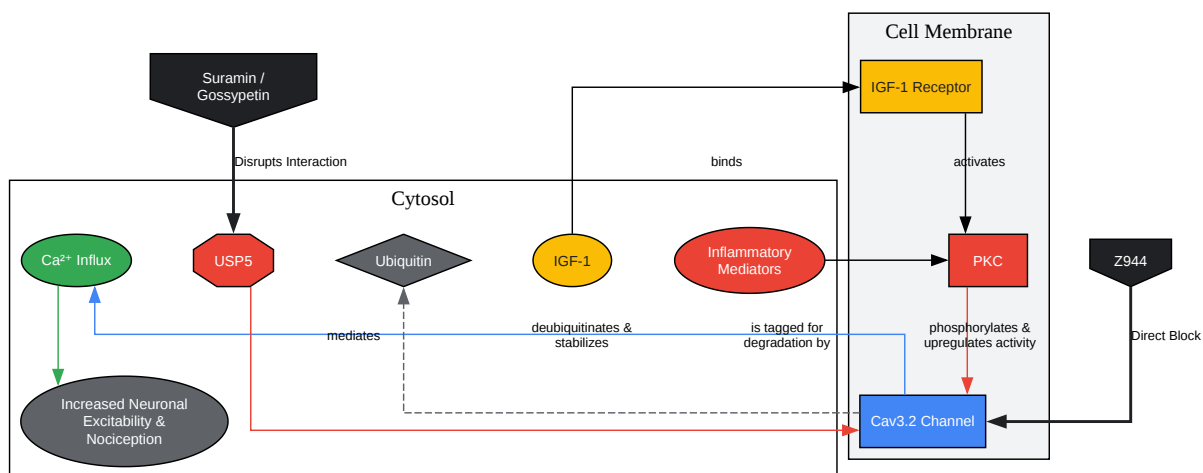 Cell Membrane
Suramin /
Gossypetin
IGF-1 Receptor
Disrupts Interaction
binds
activates
Cytosol
Ca²⁺ Influx
USP5
Ubiquitin
IGF-1
Inflammatory
Mediators
PKC
Z944
mediates
deubiquitinates &
stabilizes
is tagged for
degradation by
phosphorylates &
upregulates activity
Direct Block
Increased Neuronal
Excitability &
Nociception
Cav3.2 Channel